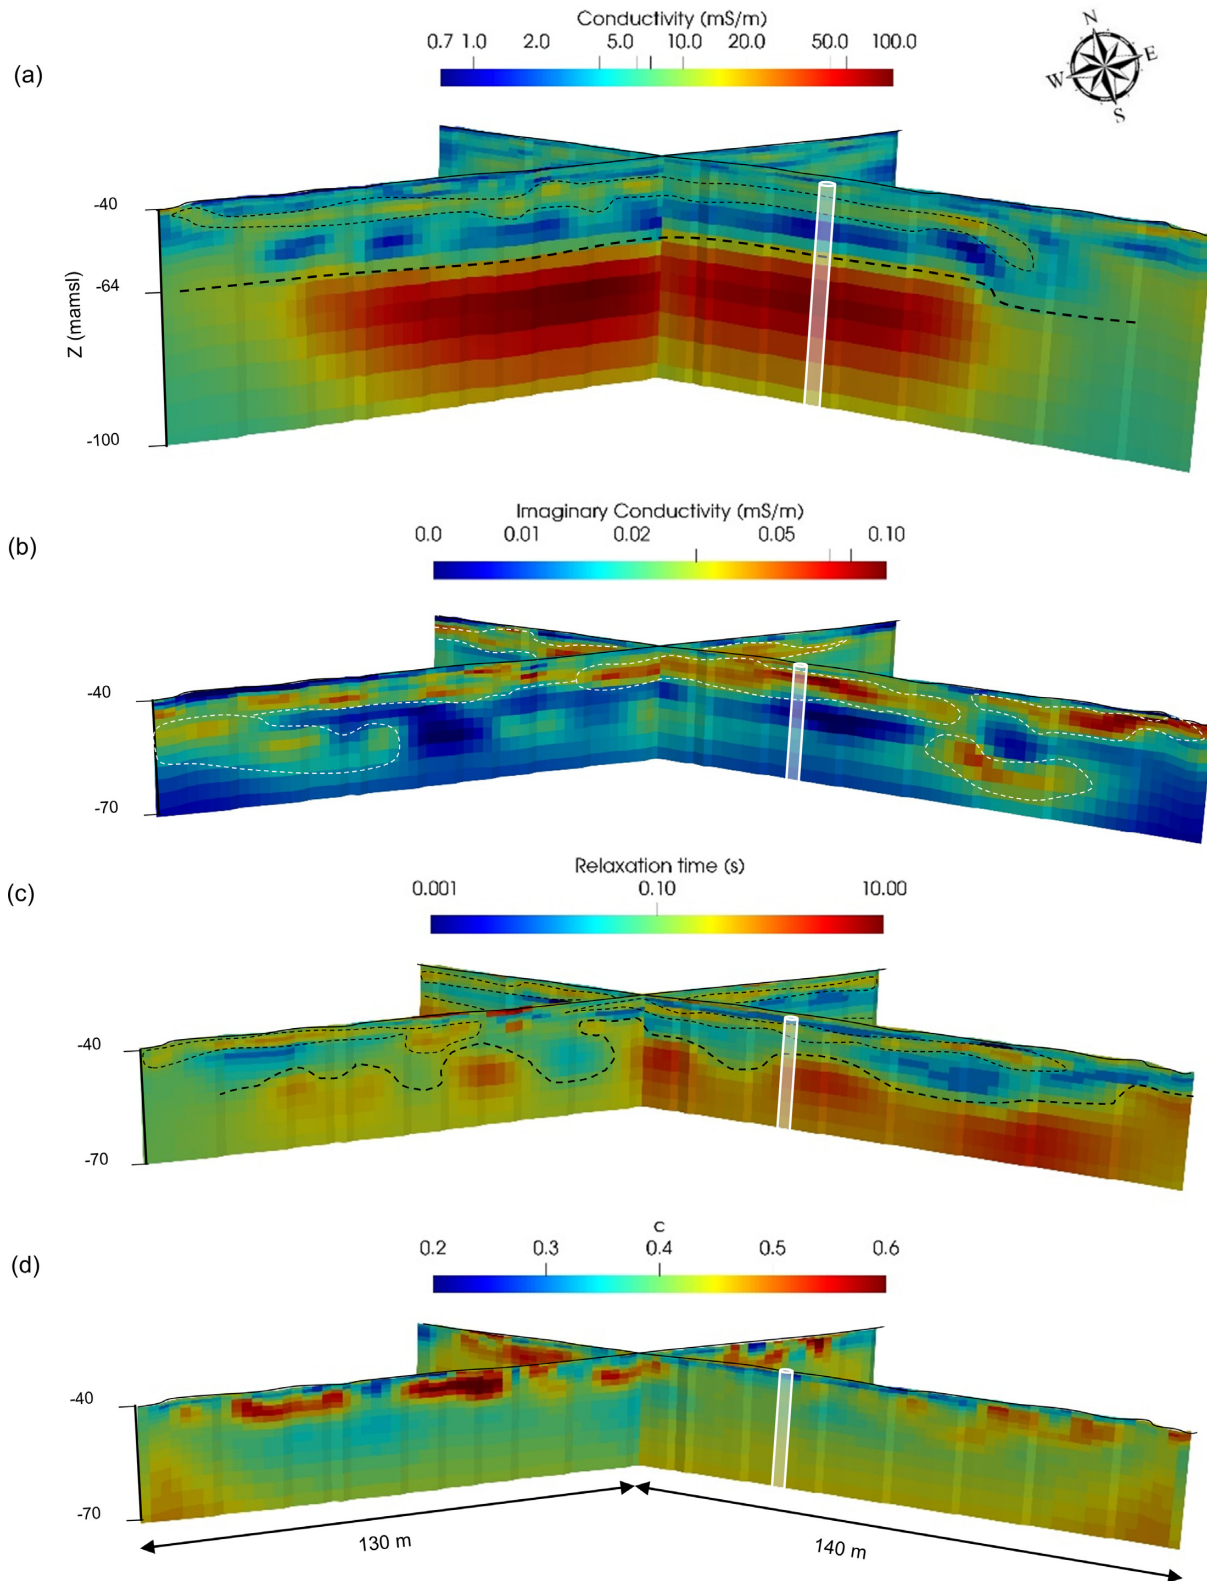 (a)
Conductivity (mS/m)
0.7 1.0 2.0 5.0 10.0 20.0 50.0 100.0
N
W E
S
-40
-64
-100
Z (mamsl)
(b)
Imaginary Conductivity (mS/m)
0.0 0.01 0.02 0.05 0.10
-40
-70
(c)
Relaxation time (s)
0.001 0.10 10.00
-40
-70
(d)
c
0.2 0.3 0.4 0.5 0.6
-40
-70
130 m
140 m